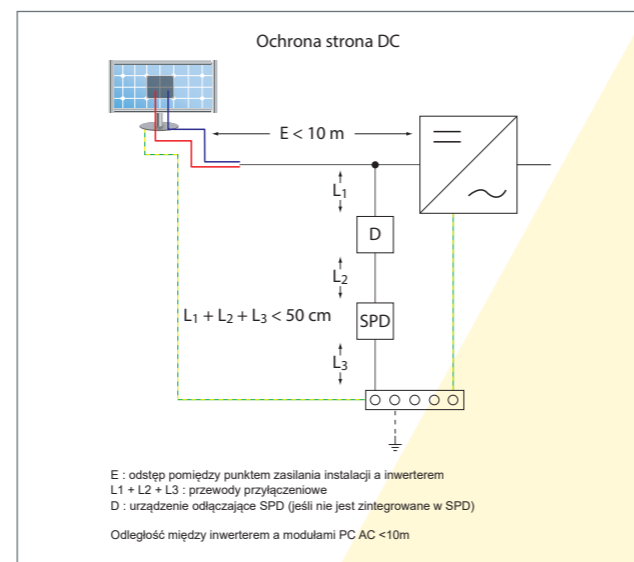 Ochrona strona DC
E < 10 m
L1
D
L2
L1 + L2 + L3 < 50 cm
SPD
L3
E : odstęp pomiędzy punktem zasilania instalacji a inwerterem
L1 + L2 + L3 : przewody przyłączeniowe
D : urządzenie odłączające SPD (jeśli nie jest zintegrowane w SPD)
Odległość między inwerterem a modułami PC AC <10m